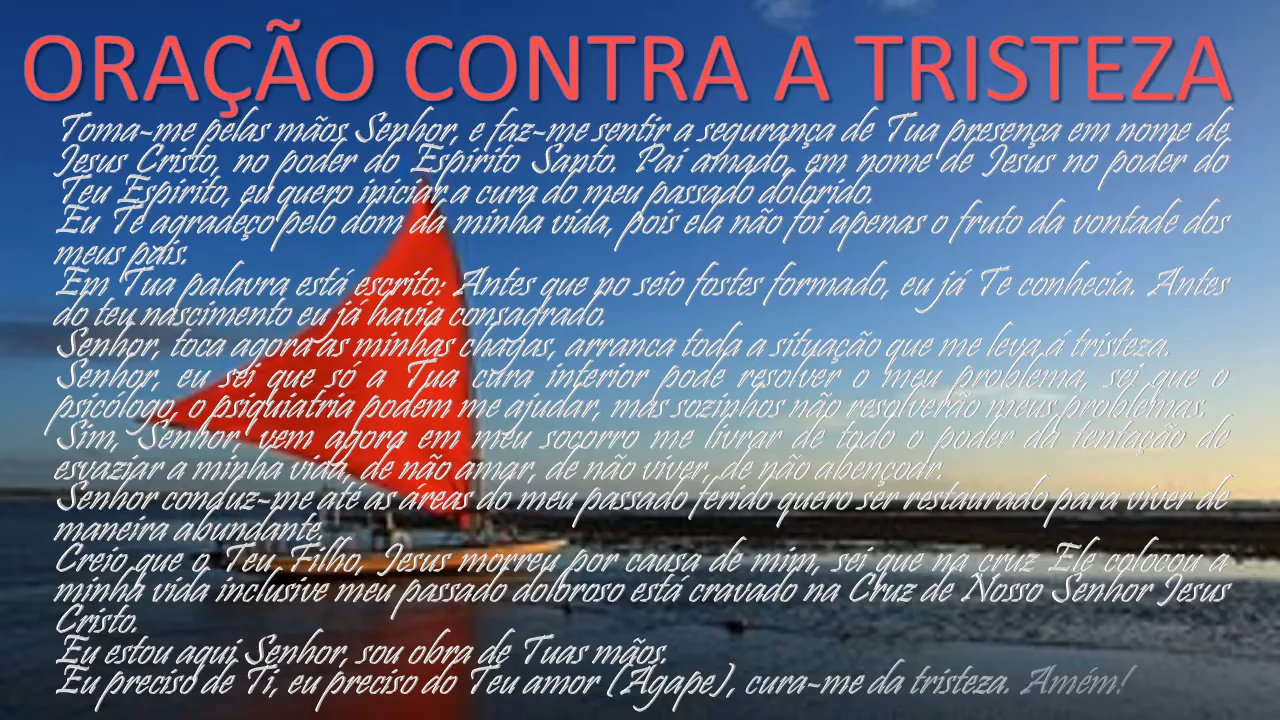 ORAÇÃO CONTRA A TRISTEZA
Toma-me pelas mãos Senhor, e faz-me sentir a segurança de Tua presença em nome de
Jesus Cristo, no poder do Espírito Santo. Pai amado, em nome de Jesus no poder do
Teu Espírito, eu quero iniciar a cura do meu passado dolorido.
Eu Te agradeço pelo dom da minha vida, pois ela não foi apenas o fruto da vontade dos
meus pais.
Em Tua palavra está escrito: Antes que no seio fostes formado, eu já Te conhecia. Antes
do teu nascimento eu já havia consagrado.
Senhor, toca agora as minhas chagas, arranca toda a situação que me leva á tristeza.
Senhor, eu sei que só a Tua cura interior pode resolver o meu problema, sei que o
psicólogo, o psiquiatria podem me ajudar, mas sozinhos não resolverão meus problemas.
Sim, Senhor, vem agora em meu socorro me livrar de todo o poder da tentação de
esvaziar a minha vida, de não amar, de não viver, de não abençoar.
Senhor conduz-me até as áreas do meu passado ferido quero ser restaurado para viver de
maneira abundante.
Creio que o Teu Filho, Jesus morreu por causa de mim, sei que na cruz Ele colocou a
minha vida inclusive meu passado doloroso está cravado na Cruz de Nosso Senhor Jesus
Cristo.
Eu estou aqui Senhor, sou obra de Tuas mãos.
Eu preciso de Ti, eu preciso do Teu amor (Ágape), cura-me da tristeza. Amém!